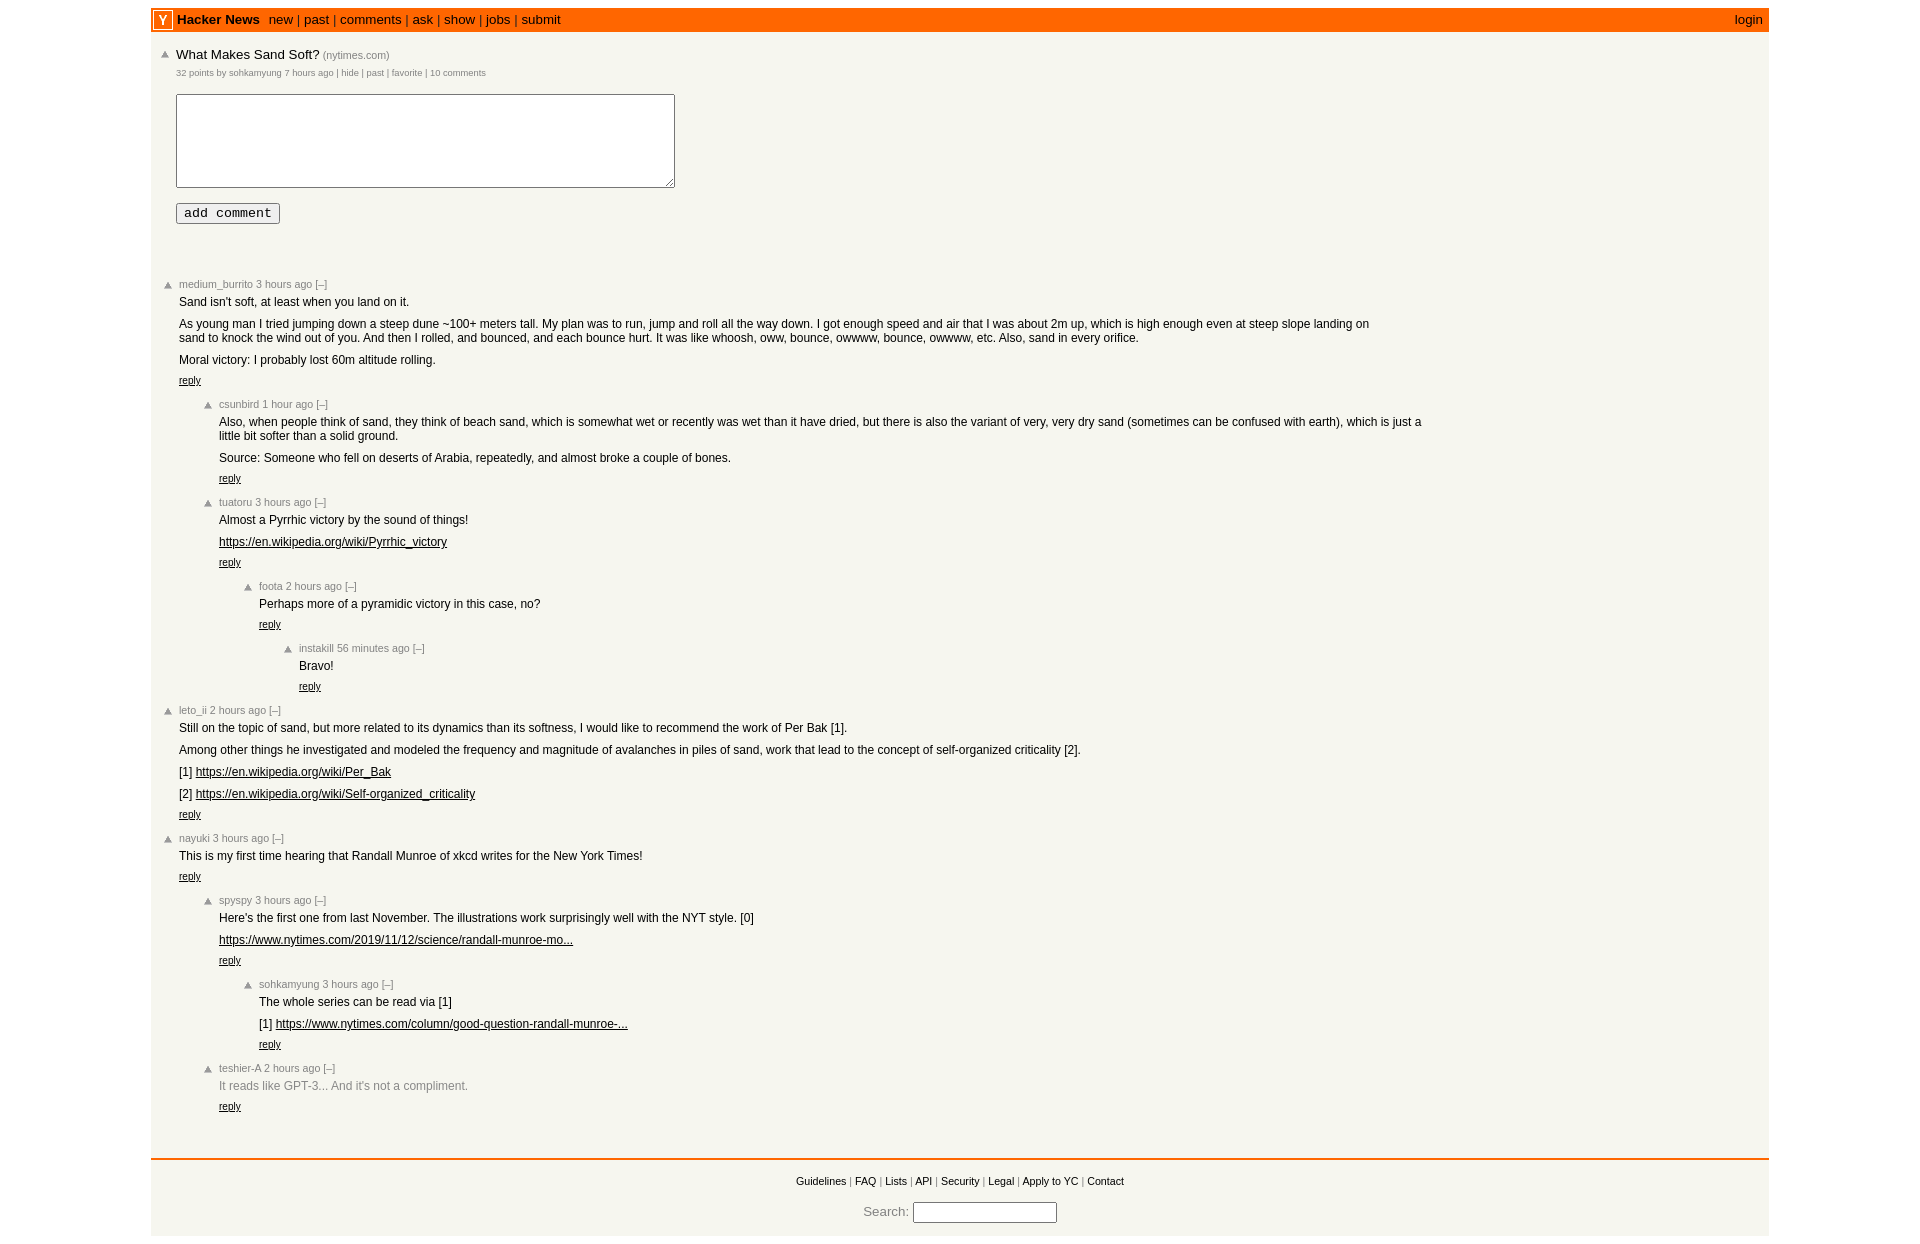 Y Hacker News new | past | comments | ask | show | jobs | submit login
What Makes Sand Soft? (nytimes.com)
32 points by sohkamyung 7 hours ago | hide | past | favorite | 10 comments
add comment
medium_burrito 3 hours ago [–]
Sand isn't soft, at least when you land on it.
As young man I tried jumping down a steep dune ~100+ meters tall. My plan was to run, jump and roll all the way down. I got enough speed and air that I was about 2m up, which is high enough even at steep slope landing on
sand to knock the wind out of you. And then I rolled, and bounced, and each bounce hurt. It was like whoosh, oww, bounce, owwww, bounce, owwww, etc. Also, sand in every orifice.
Moral victory: I probably lost 60m altitude rolling.
reply
csunbird 1 hour ago [–]
Also, when people think of sand, they think of beach sand, which is somewhat wet or recently was wet than it have dried, but there is also the variant of very, very dry sand (sometimes can be confused with earth), which is just a
little bit softer than a solid ground.
Source: Someone who fell on deserts of Arabia, repeatedly, and almost broke a couple of bones.
reply
tuatoru 3 hours ago [–]
Almost a Pyrrhic victory by the sound of things!
https://en.wikipedia.org/wiki/Pyrrhic_victory
reply
foota 2 hours ago [–]
Perhaps more of a pyramidic victory in this case, no?
reply
instakill 56 minutes ago [–]
Bravo!
reply
leto_ii 2 hours ago [–]
Still on the topic of sand, but more related to its dynamics than its softness, I would like to recommend the work of Per Bak [1].
Among other things he investigated and modeled the frequency and magnitude of avalanches in piles of sand, work that lead to the concept of self-organized criticality [2].
[1] https://en.wikipedia.org/wiki/Per_Bak
[2] https://en.wikipedia.org/wiki/Self-organized_criticality
reply
nayuki 3 hours ago [–]
This is my first time hearing that Randall Munroe of xkcd writes for the New York Times!
reply
spyspy 3 hours ago [–]
Here's the first one from last November. The illustrations work surprisingly well with the NYT style. [0]
https://www.nytimes.com/2019/11/12/science/randall-munroe-mo...
reply
sohkamyung 3 hours ago [–]
The whole series can be read via [1]
[1] https://www.nytimes.com/column/good-question-randall-munroe-...
reply
teshier-A 2 hours ago [–]
It reads like GPT-3... And it's not a compliment.
reply
Guidelines | FAQ | Lists | API | Security | Legal | Apply to YC | Contact
Search: